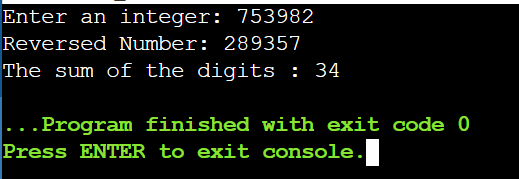 Enter an integer: 753982
Reversed Number: 289357
The sum of the digits : 34
...Program finished with exit code 0
Press ENTER to exit console.